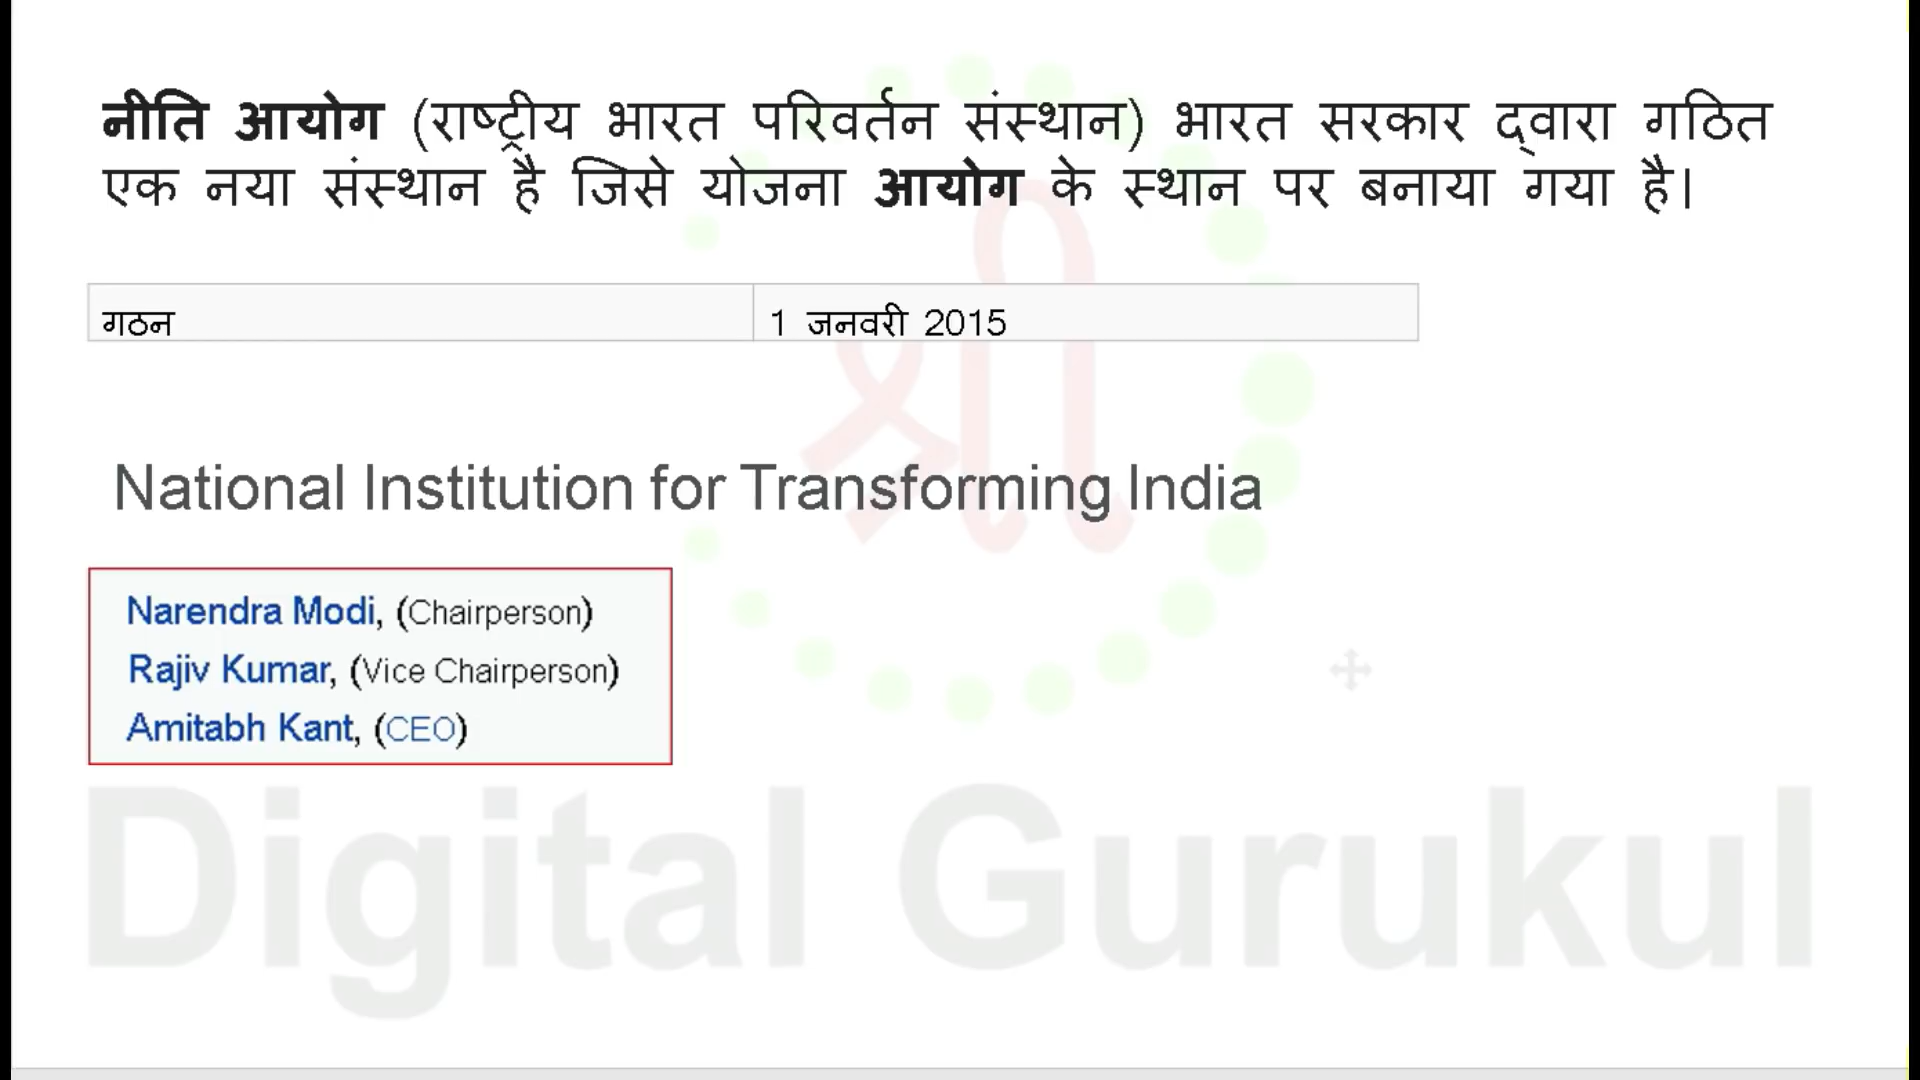 नीति आयोग (राष्ट्रीय भारत परिवर्तन संस्थान) भारत सरकार द्वारा गठित
एक नया संस्थान है जिसे योजना आयोग के स्थान पर बनाया गया है।
गठन 1 जनवरी 2015
श्री
National Institution for Transforming India
Narendra Modi, (Chairperson)
Rajiv Kumar, (Vice Chairperson)
Amitabh Kant, (CEO)
Digital Gurukul